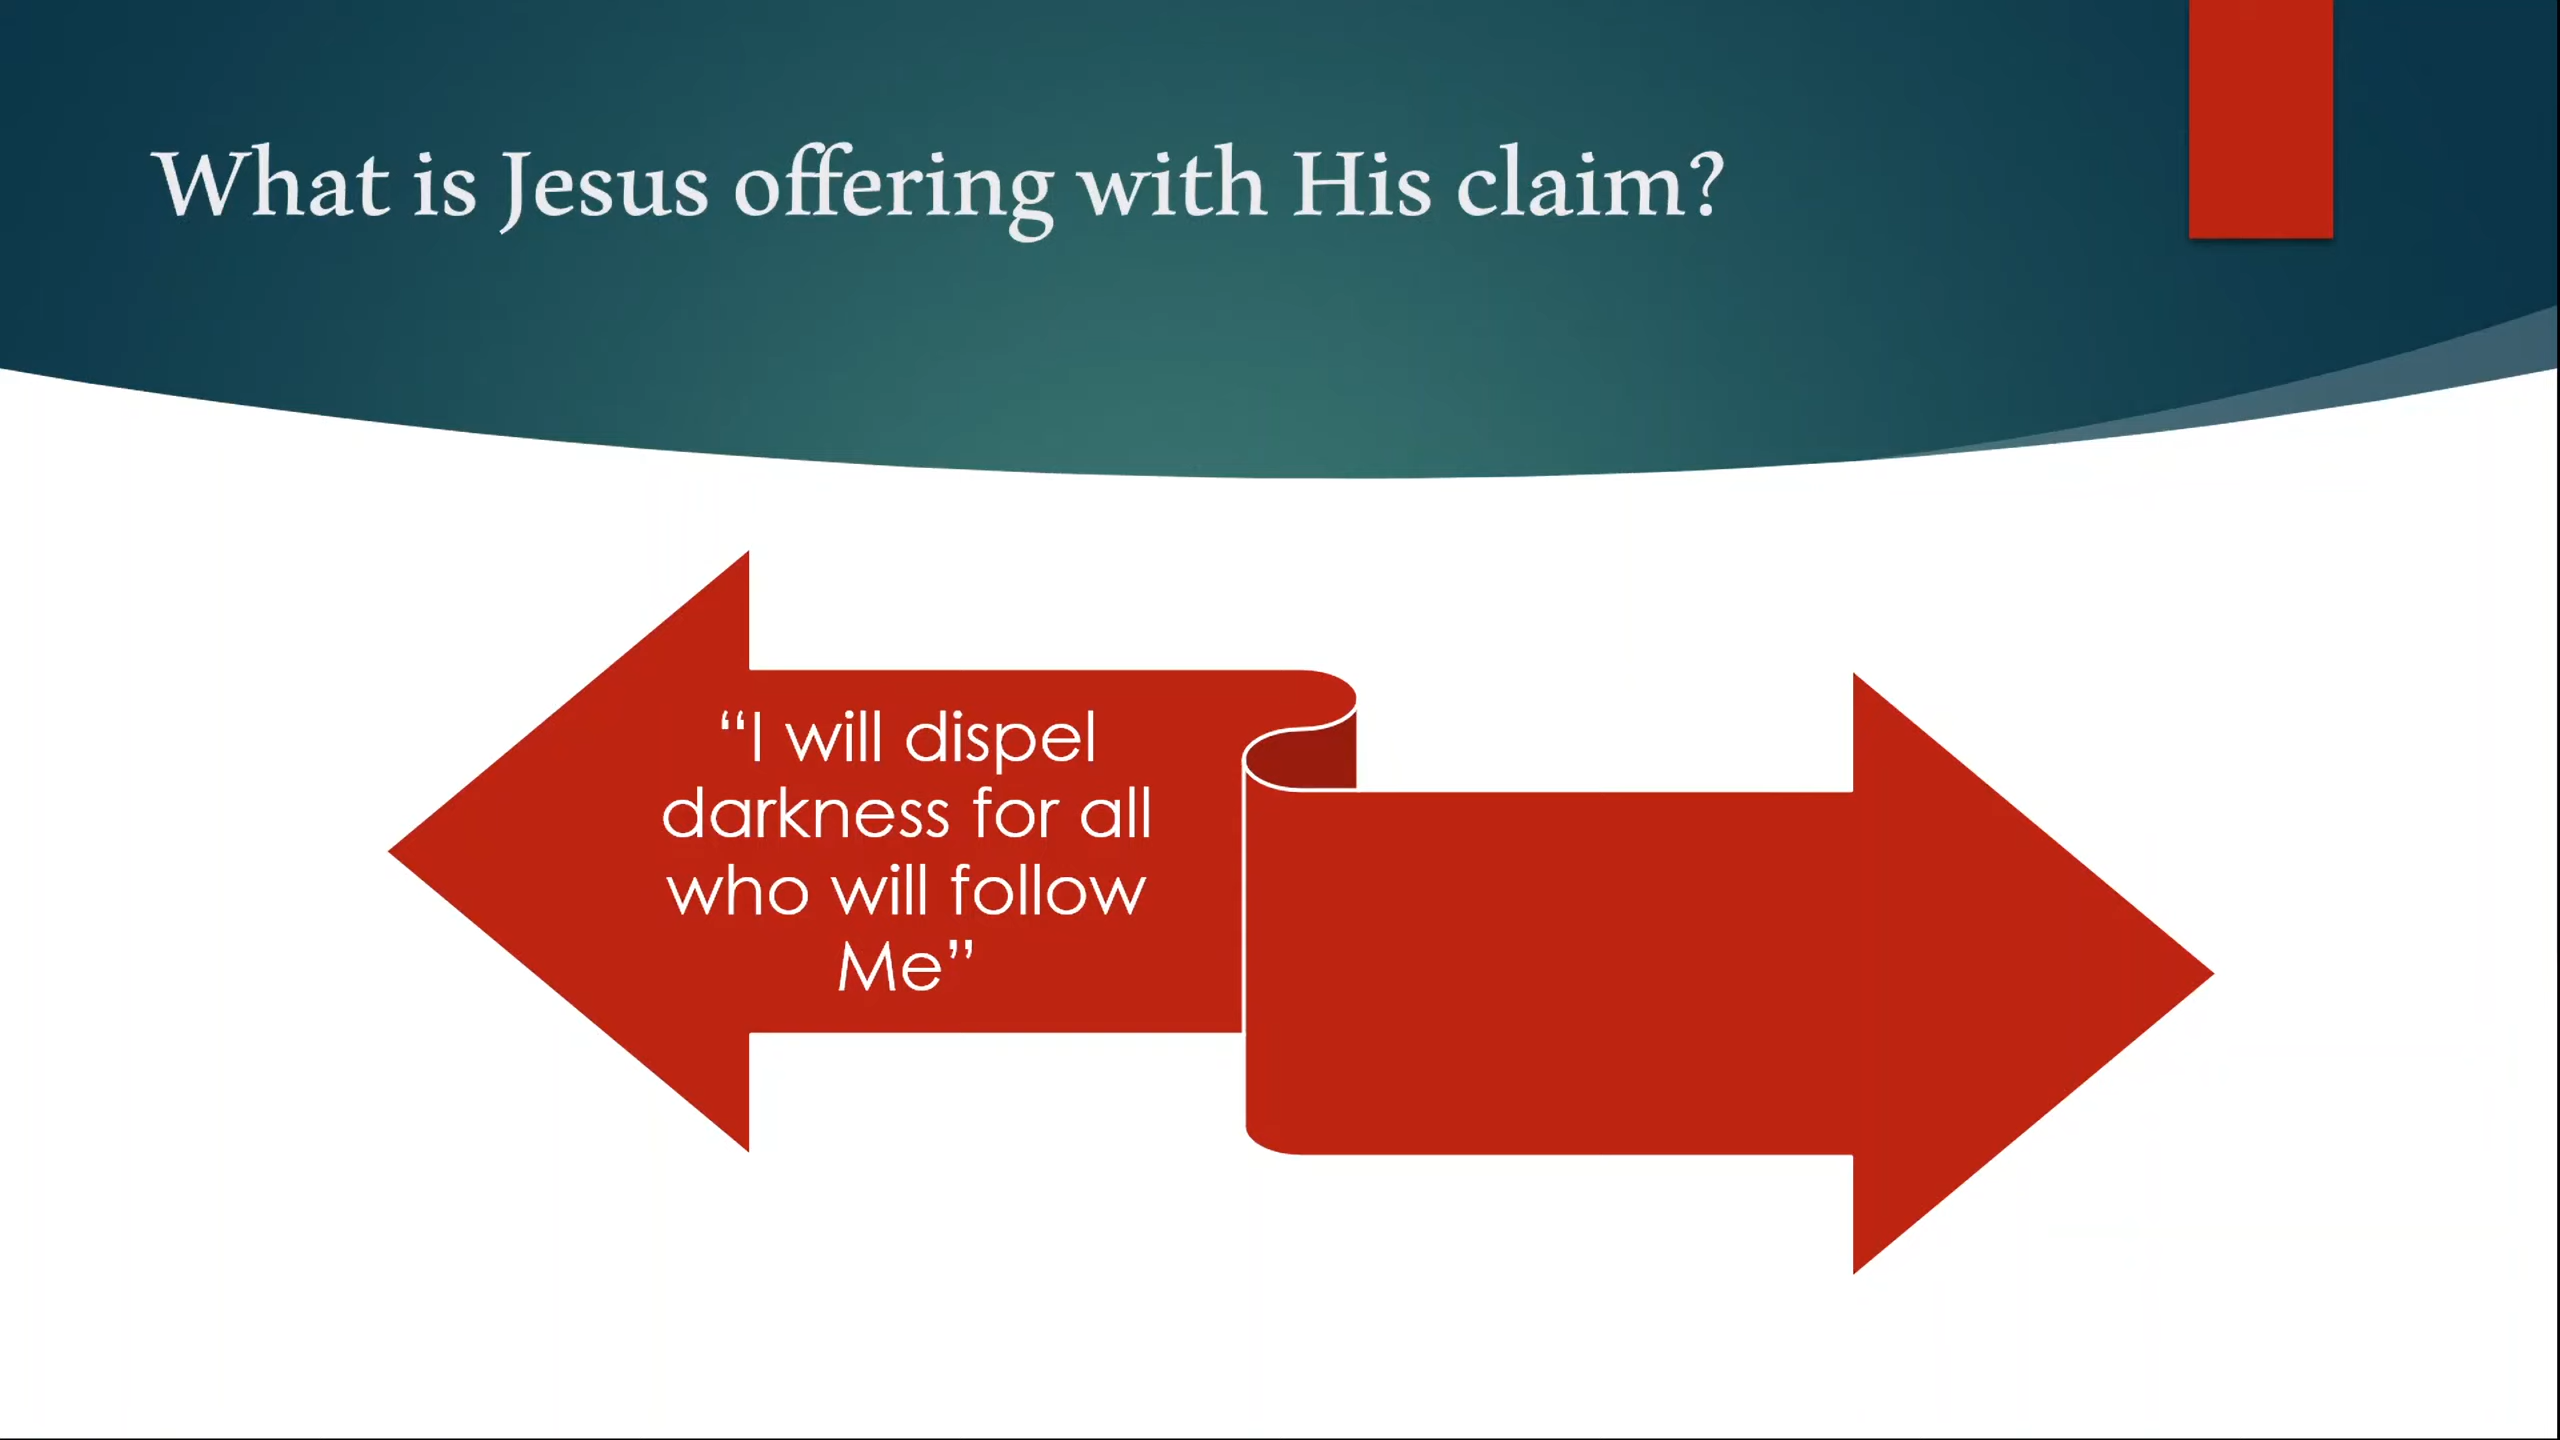 What is Jesus offering with His claim?
“I will dispel
darkness for all
who will follow
Me”